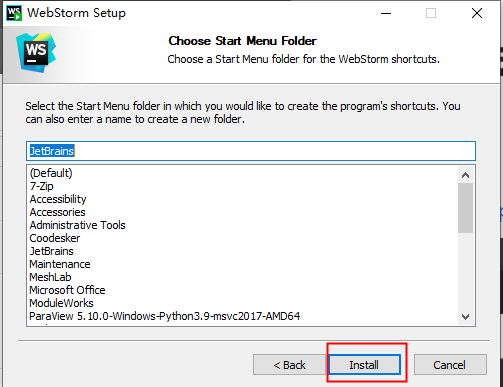 WS
WebStorm Setup
WS
Choose Start Menu Folder
Choose a Start Menu folder for the WebStorm shortcuts.
Select the Start Menu folder in which you would like to create the program's shortcuts. You
can also enter a name to create a new folder.
JetBrains
(Default)
7-Zip
Accessibility
Accessories
Administrative Tools
Coodesker
JetBrains
Maintenance
MeshLab
Microsoft Office
ModuleWorks
ParaView 5.10.0-Windows-Python3.9-msvc2017-AMD64
< Back
Install
Cancel